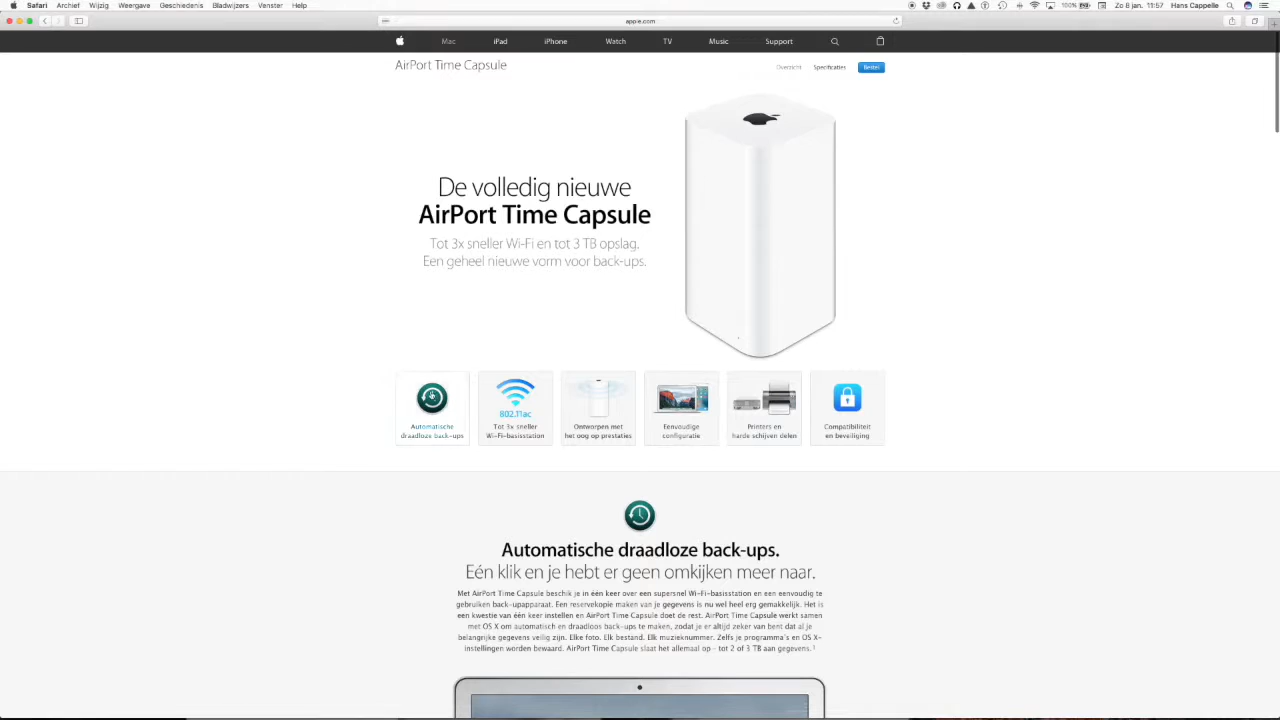 Safari Archief Wijzig Weergave Geschiedenis Bladwijzers Venster Help 100% Zo 8 jan. 11:57 Hans Cappelle
apple.com
Mac iPad iPhone Watch TV Music Support
AirPort Time Capsule Overzicht Specificaties Bestel
De volledig nieuwe
AirPort Time Capsule
Tot 3x sneller Wi-Fi en tot 3 TB opslag.
Een geheel nieuwe vorm voor back-ups.
802.11ac
Automatische
draadloze back-ups
Tot 3x sneller
Wi-Fi-basisstation
Ontworpen met
het oog op prestaties
Eenvoudige
configuratie
Printers en
harde schijven delen
Compatibiliteit
en beveiliging
Automatische draadloze back-ups.
Eén klik en je hebt er geen omkijken meer naar.
Met AirPort Time Capsule beschik je in één keer over een supersnel Wi-Fi-basisstation en een eenvoudig te
gebruiken back-upapparaat. Een reservekopie maken van je gegevens is nu wel heel erg gemakkelijk. Het is
een kwestie van één keer instellen en AirPort Time Capsule doet de rest. AirPort Time Capsule werkt samen
met OS X om automatisch en draadloos back-ups te maken, zodat je er altijd zeker van bent dat al je
belangrijke gegevens veilig zijn. Elke foto. Elk bestand. Elk muzieknummer. Zelfs je programma's en OS X-
instellingen worden bewaard. AirPort Time Capsule slaat het allemaal op - tot 2 of 3 TB aan gegevens.¹